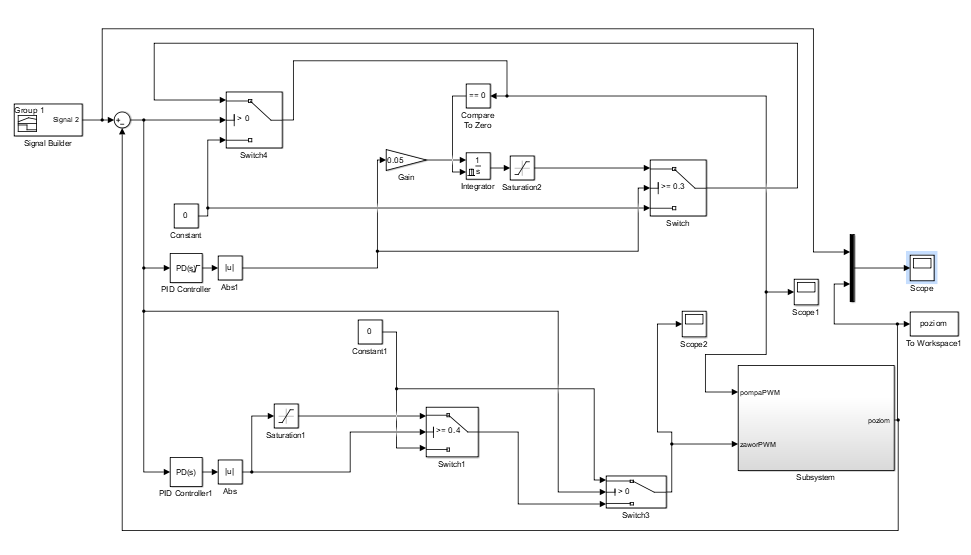 Group 1
Signal 2
Signal Builder
+
−
> 0
Switch4
== 0
Compare
To Zero
0.05
Gain
1
s
Integrator
Saturation2
>= 0.3
Switch
0
Constant
PD(s)
PID Controller
|u|
Abs1
Scope
Scope1
poziom
To Workspace1
0
Constant1
Scope2
pompaPWM
zaworPWM
poziom
Subsystem
Saturation1
>= 0.4
Switch1
PD(s)
PID Controller1
|u|
Abs
> 0
Switch3